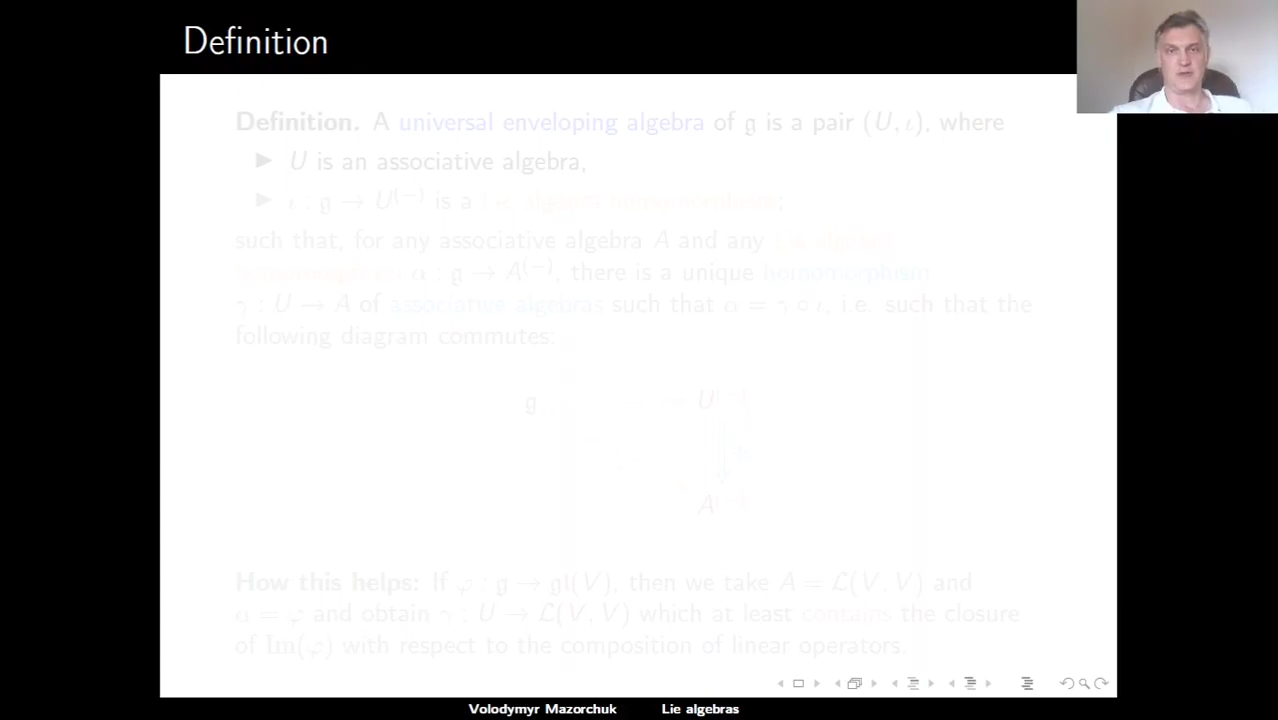 Definition
Definition. A universal enveloping algebra of 𝔤 is a pair (U, ι), where
▶ U is an associative algebra,
▶ ι : 𝔤 → U⁽⁻⁾ is a Lie algebra homomorphism;
such that, for any associative algebra A and any Lie algebra
homomorphism α : 𝔤 → A⁽⁻⁾, there is a unique homomorphism
γ : U → A of associative algebras such that α = γ ∘ ι, i.e. such that the
following diagram commutes:
𝔤 U⁽⁻⁾
A⁽⁻⁾
How this helps: If φ : 𝔤 → 𝔤𝔩(V), then we take A = ℒ(V, V) and
α = φ and obtain γ : U → ℒ(V, V) which at least contains the closure
of Im(φ) with respect to the composition of linear operators.
Volodymyr Mazorchuk Lie algebras